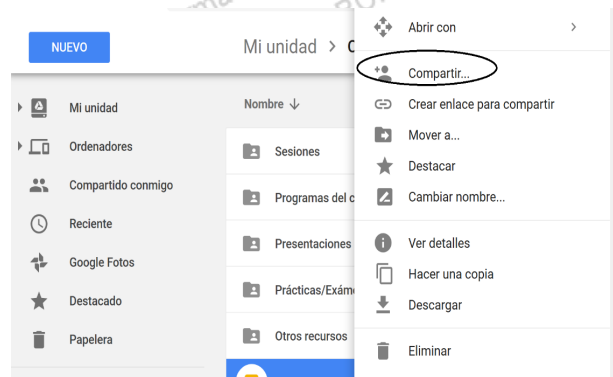 NUEVO
Mi unidad >
Mi unidad
Ordenadores
Compartido conmigo
Reciente
Google Fotos
Destacado
Papelera
Nombre ↓
Sesiones
Programas del
Presentaciones
Otros recursos
Abrir con >
Compartir...
Crear enlace para compartir
Mover a...
Destacar
Cambiar nombre...
Ver detalles
Hacer una copia
Descargar
Eliminar